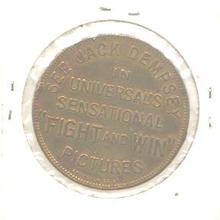 SEE JACK DEMPSEY
IN
UNIVERSAL'S
SENSATIONAL
"FIGHT AND WIN"
PICTURES